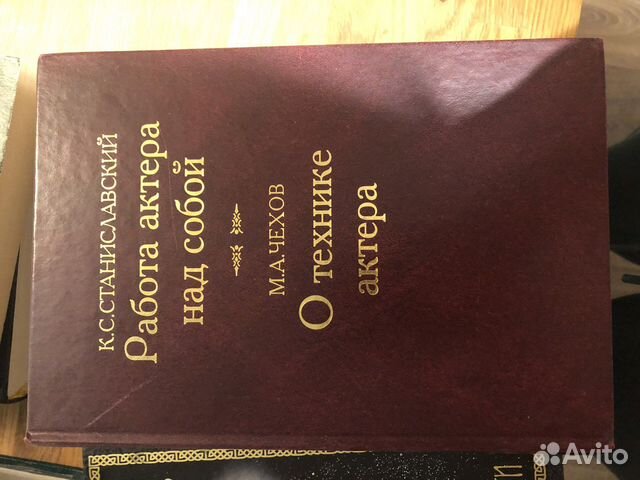 К.С.СТАНИСЛАВСКИЙ
Работа актера
над собой
М.А.ЧЕХОВ
О технике
актера
Avito